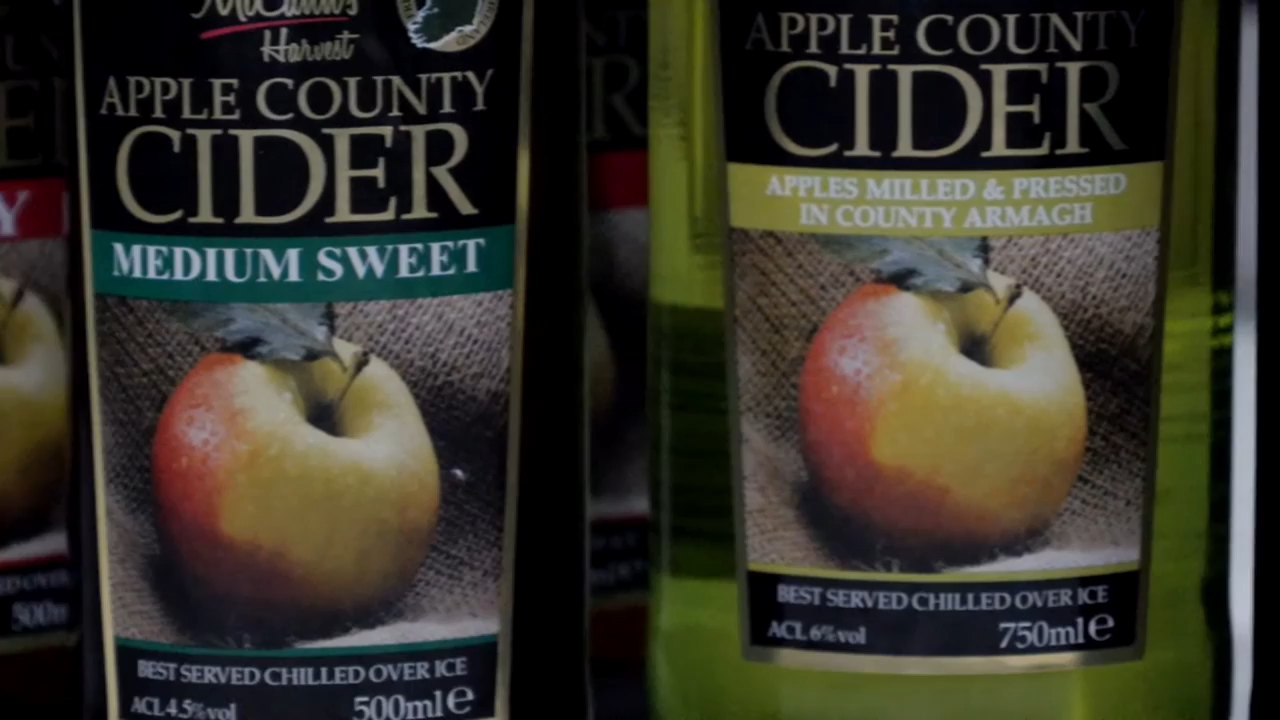 McCann's
Harvest
APPLE COUNTY
CIDER
MEDIUM SWEET
BEST SERVED CHILLED OVER ICE
ACL 4.5%vol
500ml e
APPLE COUNTY
CIDER
APPLES MILLED & PRESSED
IN COUNTY ARMAGH
BEST SERVED CHILLED OVER ICE
ACL 6%vol
750ml e